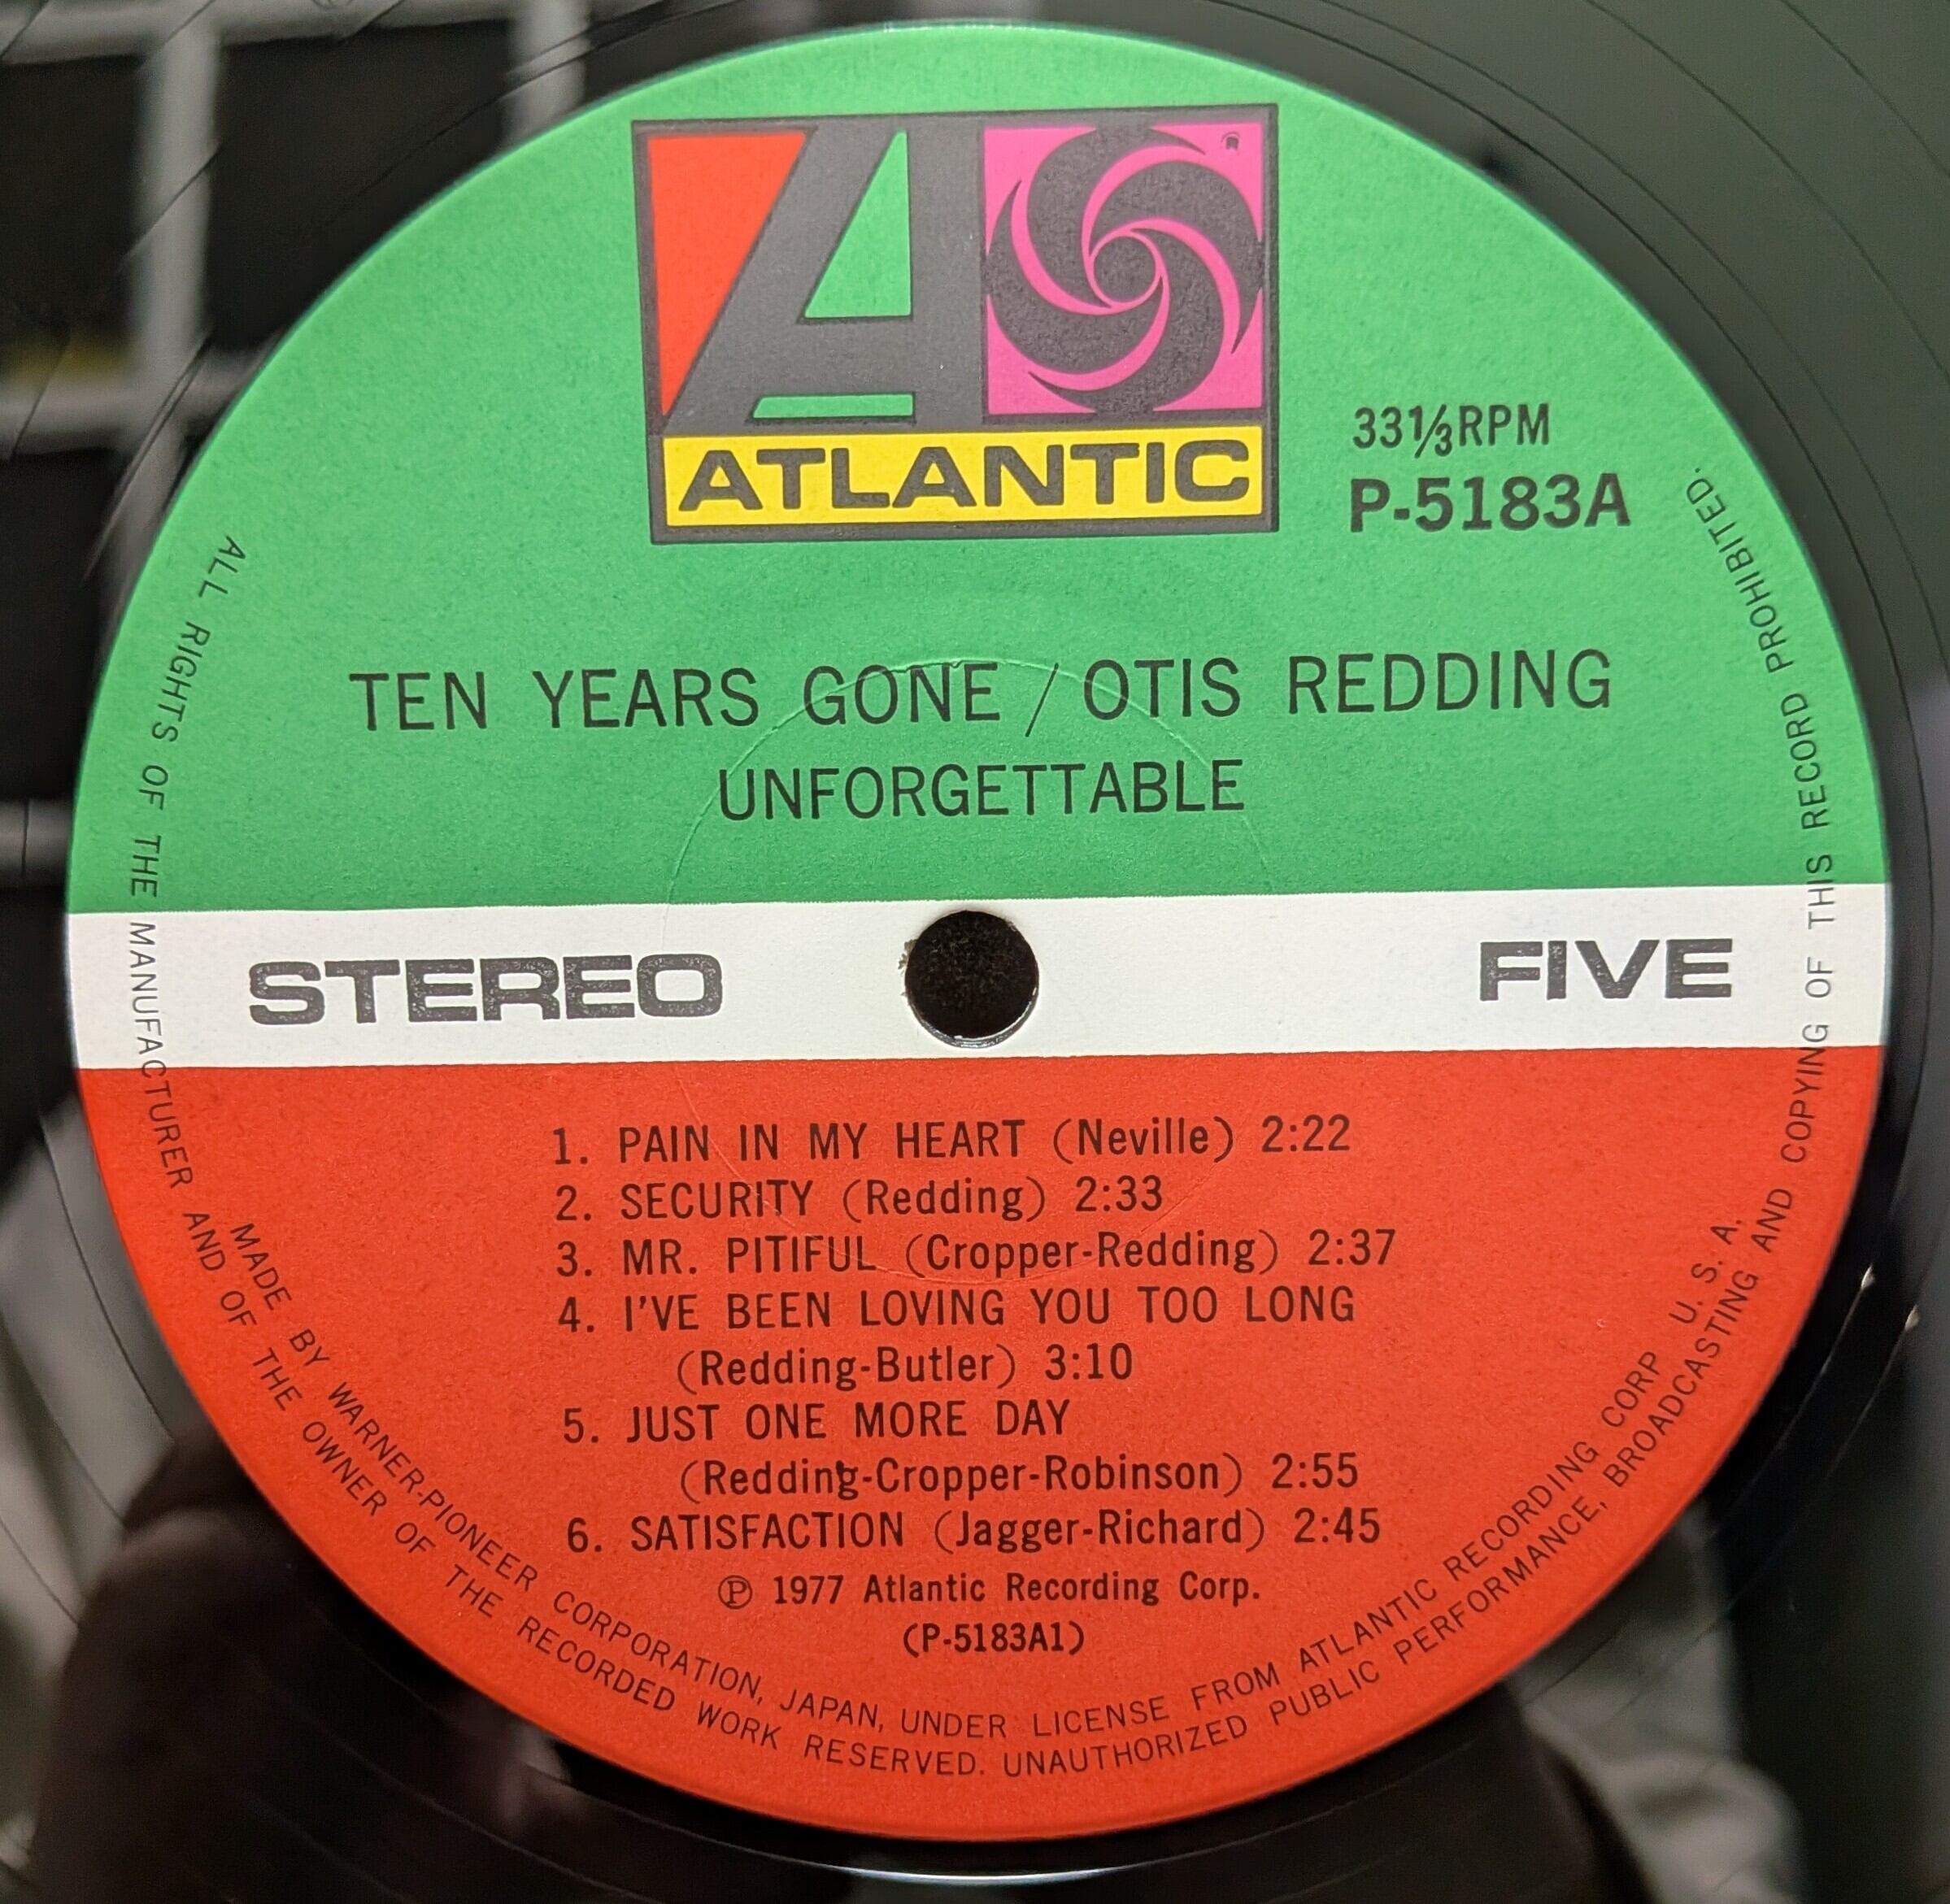 ATLANTIC
33⅓RPM
P-5183A
TEN YEARS GONE / OTIS REDDING
UNFORGETTABLE
STEREO
FIVE
1. PAIN IN MY HEART (Neville) 2:22
2. SECURITY (Redding) 2:33
3. MR. PITIFUL (Cropper-Redding) 2:37
4. I'VE BEEN LOVING YOU TOO LONG
(Redding-Butler) 3:10
5. JUST ONE MORE DAY
(Redding-Cropper-Robinson) 2:55
6. SATISFACTION (Jagger-Richard) 2:45
Ⓟ 1977 Atlantic Recording Corp.
(P-5183A1)
MADE BY WARNER-PIONEER CORPORATION, JAPAN, UNDER LICENSE FROM ATLANTIC RECORDING CORP U. S. A.
ALL RIGHTS OF THE MANUFACTURER AND OF THE OWNER OF THE RECORDED WORK RESERVED. UNAUTHORIZED PUBLIC PERFORMANCE, BROADCASTING AND COPYING OF THIS RECORD PROHIBITED.